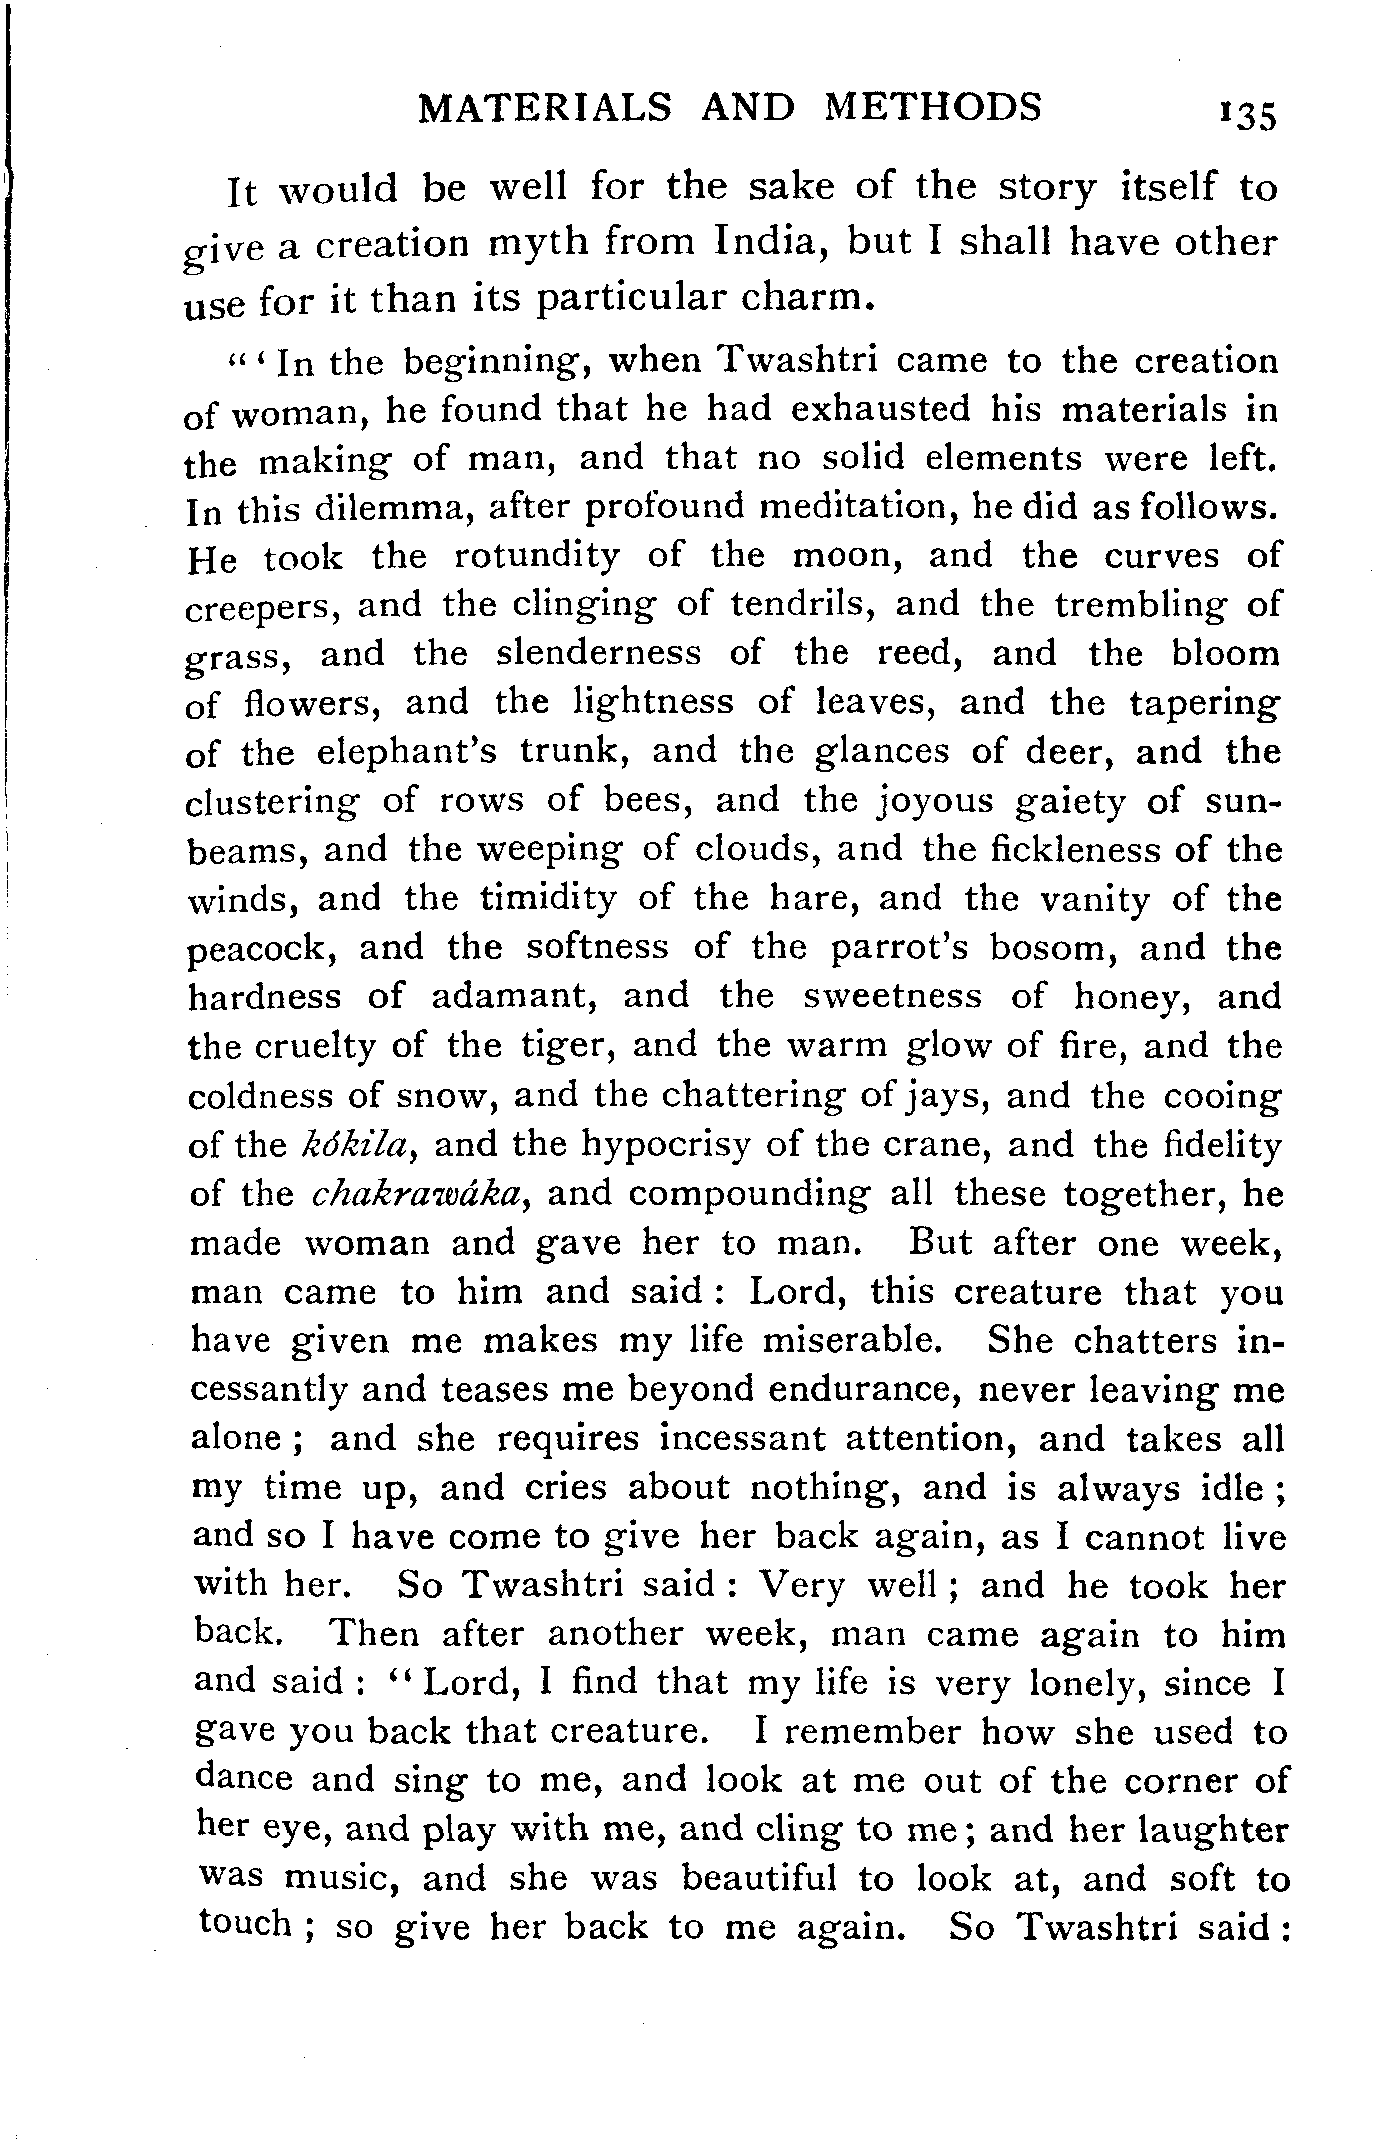 MATERIALS AND METHODS 135
It would be well for the sake of the story itself to
give a creation myth from India, but I shall have other
use for it than its particular charm.
“ ‘ In the beginning, when Twashtri came to the creation
of woman, he found that he had exhausted his materials in
the making of man, and that no solid elements were left.
In this dilemma, after profound meditation, he did as follows.
He took the rotundity of the moon, and the curves of
creepers, and the clinging of tendrils, and the trembling of
grass, and the slenderness of the reed, and the bloom
of flowers, and the lightness of leaves, and the tapering
of the elephant’s trunk, and the glances of deer, and the
clustering of rows of bees, and the joyous gaiety of sun-
beams, and the weeping of clouds, and the fickleness of the
winds, and the timidity of the hare, and the vanity of the
peacock, and the softness of the parrot’s bosom, and the
hardness of adamant, and the sweetness of honey, and
the cruelty of the tiger, and the warm glow of fire, and the
coldness of snow, and the chattering of jays, and the cooing
of the kókila, and the hypocrisy of the crane, and the fidelity
of the chakrawáka, and compounding all these together, he
made woman and gave her to man. But after one week,
man came to him and said : Lord, this creature that you
have given me makes my life miserable. She chatters in-
cessantly and teases me beyond endurance, never leaving me
alone ; and she requires incessant attention, and takes all
my time up, and cries about nothing, and is always idle ;
and so I have come to give her back again, as I cannot live
with her. So Twashtri said : Very well ; and he took her
back. Then after another week, man came again to him
and said : “ Lord, I find that my life is very lonely, since I
gave you back that creature. I remember how she used to
dance and sing to me, and look at me out of the corner of
her eye, and play with me, and cling to me ; and her laughter
was music, and she was beautiful to look at, and soft to
touch ; so give her back to me again. So Twashtri said :